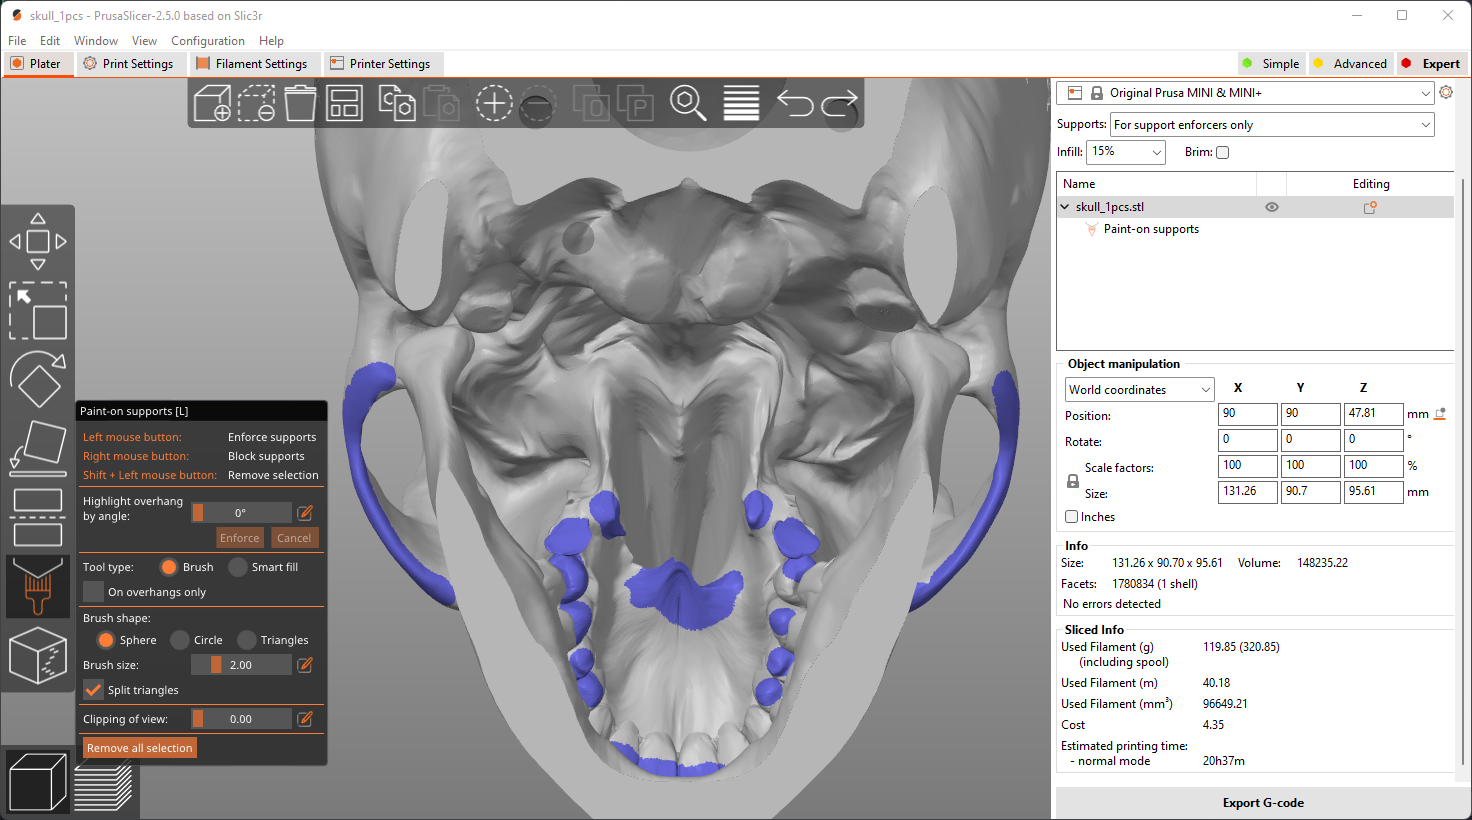 skull_1pcs - PrusaSlicer-2.5.0 based on Slic3r
File Edit Window View Configuration Help
Plater Print Settings Filament Settings Printer Settings Simple Advanced Expert
Original Prusa MINI & MINI+
Supports: For support enforcers only
Infill: 15% Brim:
Name Editing
skull_1pcs.stl
Paint-on supports
Object manipulation
World coordinates X Y Z
Position: 90 90 47.81 mm
Rotate: 0 0 0 °
Scale factors: 100 100 100 %
Size: 131.26 90.7 95.61 mm
Inches
Info
Size: 131.26 x 90.70 x 95.61 Volume: 148235.22
Facets: 1780834 (1 shell)
No errors detected
Sliced Info
Used Filament (g) 119.85 (320.85)
(including spool)
Used Filament (m) 40.18
Used Filament (mm³) 96649.21
Cost 4.35
Estimated printing time:
- normal mode 20h37m
Export G-code
Paint-on supports [L]
Left mouse button: Enforce supports
Right mouse button: Block supports
Shift + Left mouse button: Remove selection
Highlight overhang
by angle: 0°
Enforce Cancel
Tool type: Brush Smart fill
On overhangs only
Brush shape:
Sphere Circle Triangles
Brush size: 2.00
Split triangles
Clipping of view: 0.00
Remove all selection